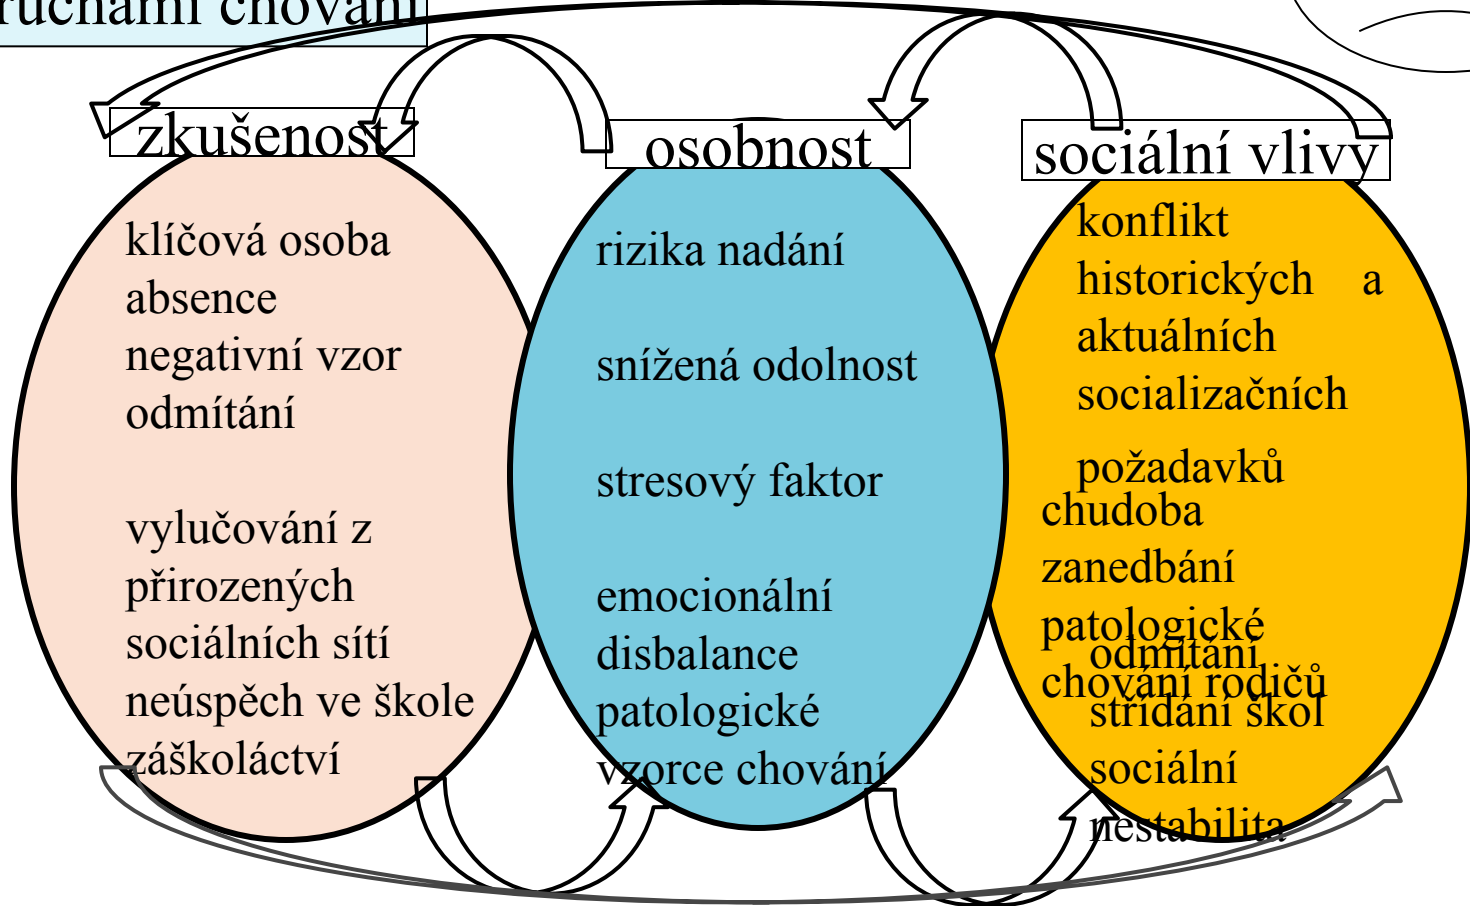 chování
zkušenost
klíčová osoba
absence
negativní vzor
odmítání
vylučování z
přirozených
sociálních sítí
neúspěch ve škole
záškoláctví
osobnost
rizika nadání
snížená odolnost
stresový faktor
emocionální
disbalance
patologické
vzorce chování
sociální vlivy
konflikt
historických a
aktuálních
socializačních
požadavků
chudoba
zanedbání
patologické
chování rodičů
odmítání
střídání škol
sociální
nestabilita